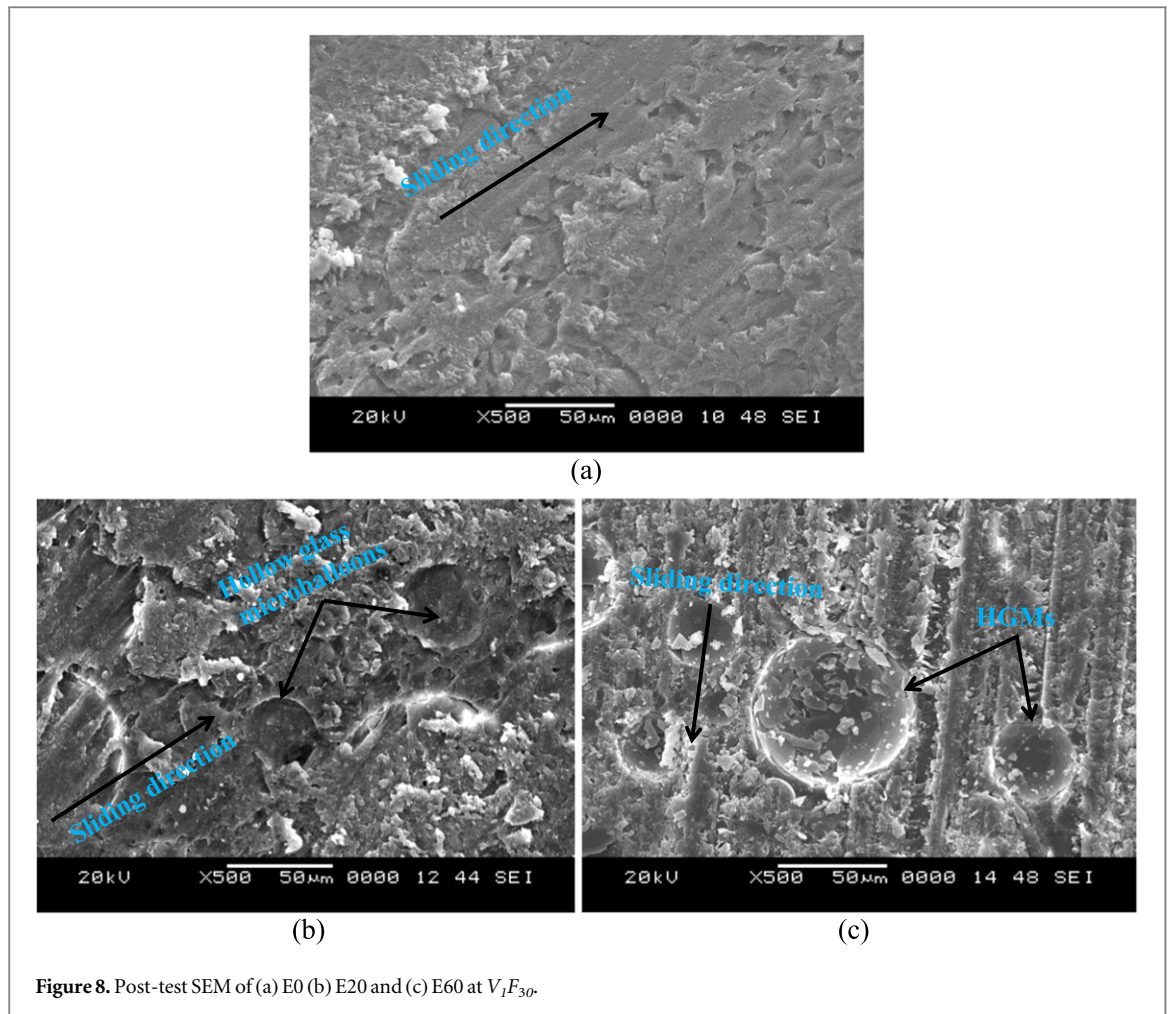 Sliding direction
20kV X500 50μm 0000 10 48 SEI
(a)
Hollow glass
microballoons
Sliding direction
20kV X500 50μm 0000 12 44 SEI
(b)
Sliding direction
HGMs
20kV X500 50μm 0000 14 48 SEI
(c)
Figure 8. Post-test SEM of (a) E0 (b) E20 and (c) E60 at V₁F₃₀.